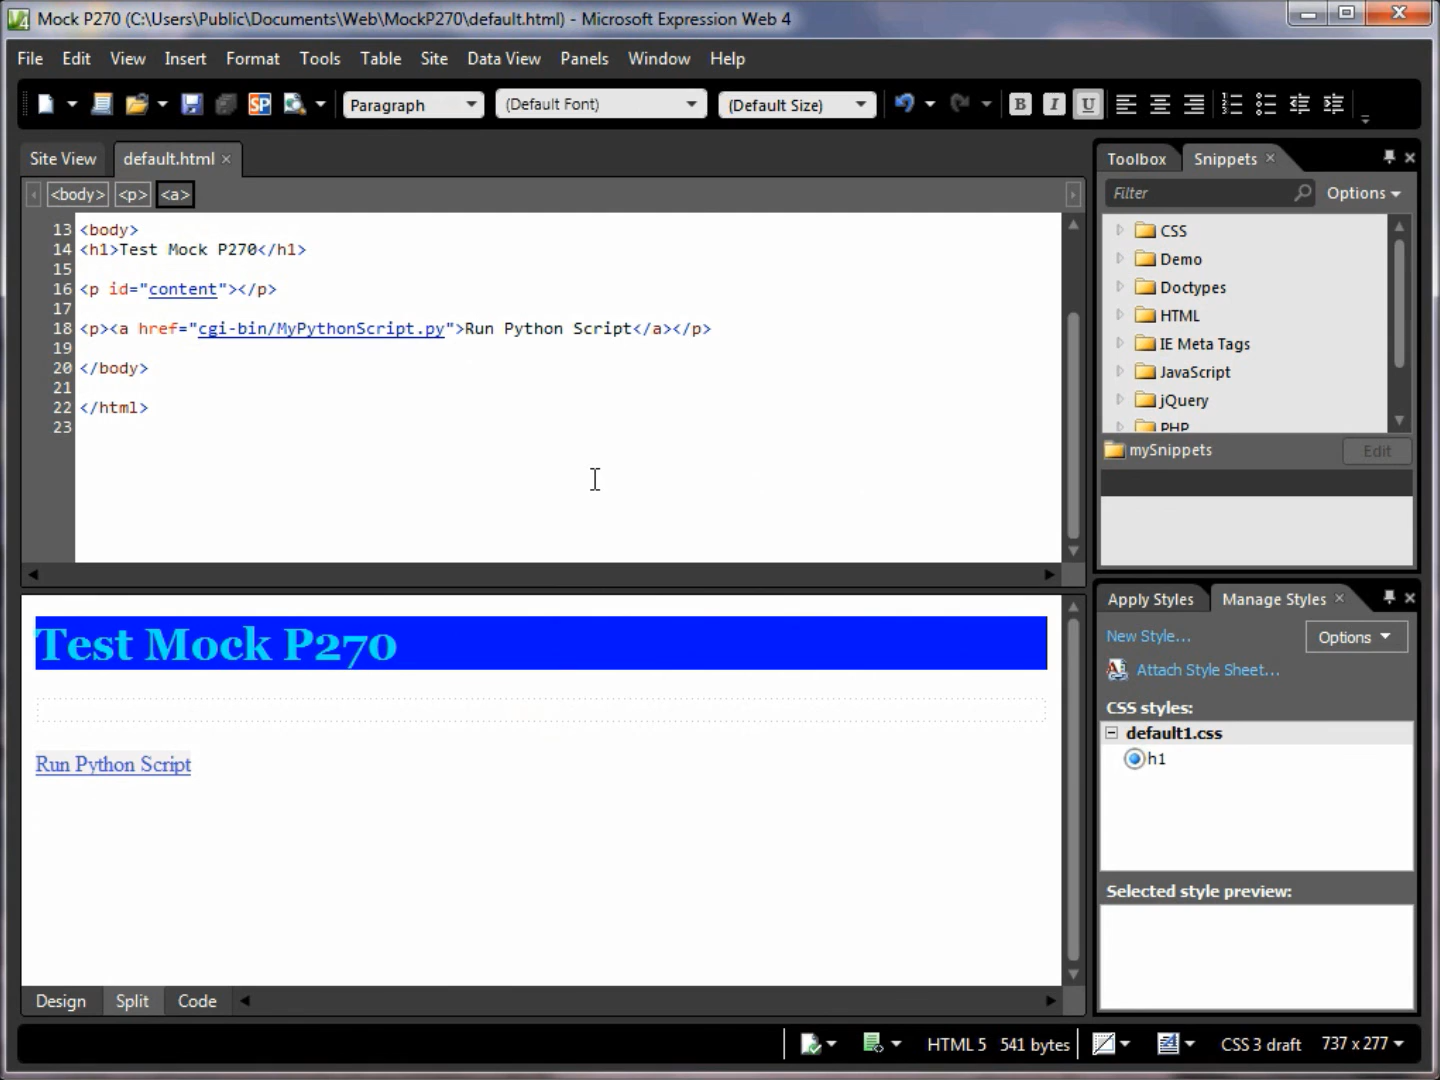 Mock P270 (C:\Users\Public\Documents\Web\MockP270\default.html) - Microsoft Expression Web 4
File Edit View Insert Format Tools Table Site Data View Panels Window Help
SP Paragraph (Default Font) (Default Size) B I U
Site View default.html
<body> <p> <a>
13 <body>
14 <h1>Test Mock P270</h1>
15
16 <p id="content"></p>
17
18 <p><a href="cgi-bin/MyPythonScript.py">Run Python Script</a></p>
19
20 </body>
21
22 </html>
23
Test Mock P270
Run Python Script
Design Split Code
Toolbox Snippets
Filter Options
CSS
Demo
Doctypes
HTML
IE Meta Tags
JavaScript
jQuery
PHP
mySnippets Edit
Apply Styles Manage Styles
New Style... Options
Attach Style Sheet...
CSS styles:
default1.css
h1
Selected style preview:
HTML 5 541 bytes CSS 3 draft 737 x 277